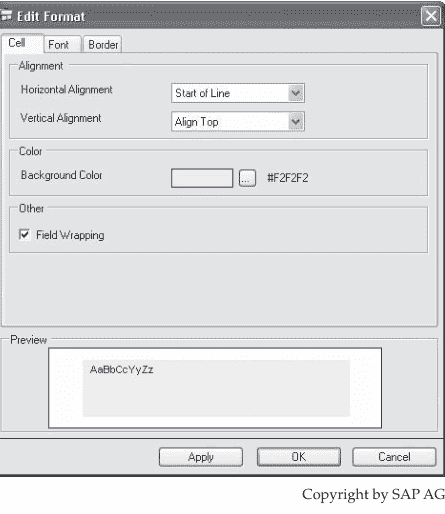 Edit Format
Cell Font Border
Alignment
Horizontal Alignment Start of Line
Vertical Alignment Align Top
Color
Background Color ... #F2F2F2
Other
Field Wrapping
Preview
AaBbCcYyZz
Apply OK Cancel
Copyright by SAP AG